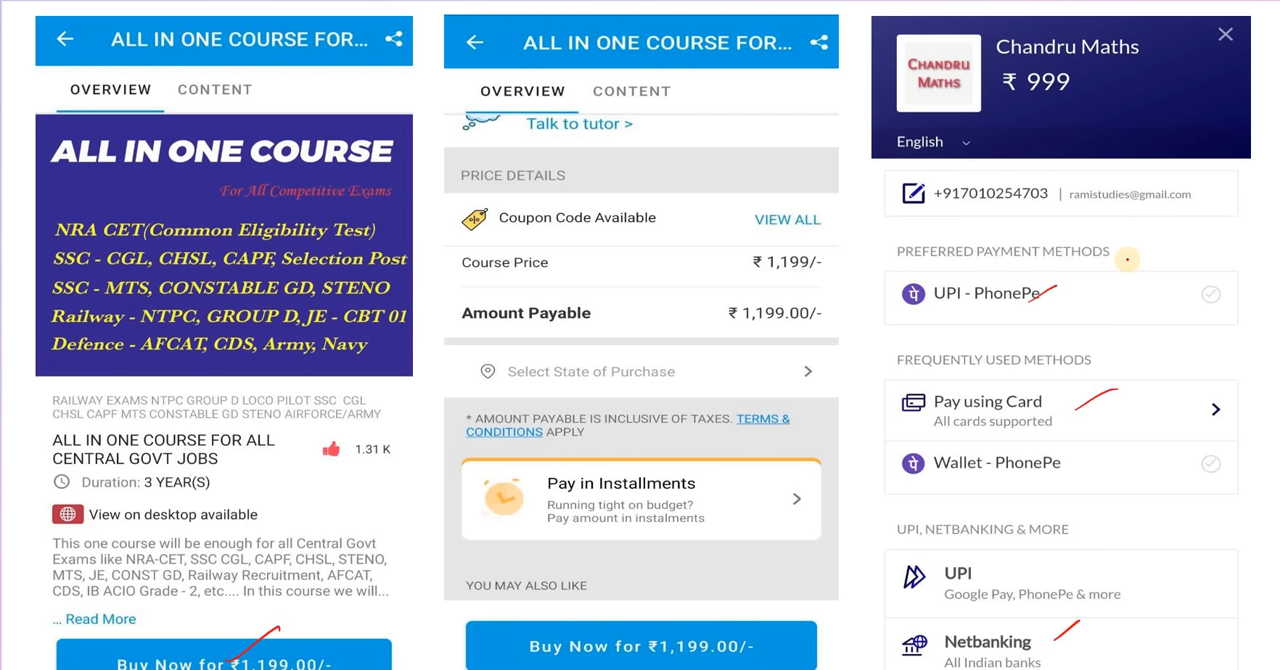 ALL IN ONE COURSE FOR...
OVERVIEW CONTENT
ALL IN ONE COURSE
For All Competitive Exams
NRA CET(Common Eligibility Test)
SSC - CGL, CHSL, CAPF, Selection Post
SSC - MTS, CONSTABLE GD, STENO
Railway - NTPC, GROUP D, JE - CBT 01
Defence - AFCAT, CDS, Army, Navy
RAILWAY EXAMS NTPC GROUP D LOCO PILOT SSC CGL
CHSL CAPF MTS CONSTABLE GD STENO AIRFORCE/ARMY
ALL IN ONE COURSE FOR ALL
CENTRAL GOVT JOBS
1.31 K
Duration: 3 YEAR(S)
View on desktop available
This one course will be enough for all Central Govt
Exams like NRA-CET, SSC CGL, CAPF, CHSL, STENO,
MTS, JE, CONST GD, Railway Recruitment, AFCAT,
CDS, IB ACIO Grade - 2, etc.... In this course we will...
... Read More
Buy Now for ₹1,199.00/-
ALL IN ONE COURSE FOR...
OVERVIEW CONTENT
Talk to tutor >
PRICE DETAILS
Coupon Code Available VIEW ALL
Course Price ₹ 1,199/-
Amount Payable ₹ 1,199.00/-
Select State of Purchase
* AMOUNT PAYABLE IS INCLUSIVE OF TAXES. TERMS &
CONDITIONS APPLY
Pay in Installments
Running tight on budget?
Pay amount in instalments
YOU MAY ALSO LIKE
Buy Now for ₹1,199.00/-
CHANDRU
MATHS
Chandru Maths
₹ 999
English
+917010254703 | ramistudies@gmail.com
PREFERRED PAYMENT METHODS
UPI - PhonePe
FREQUENTLY USED METHODS
Pay using Card
All cards supported
Wallet - PhonePe
UPI, NETBANKING & MORE
UPI
Google Pay, PhonePe & more
Netbanking
All Indian banks